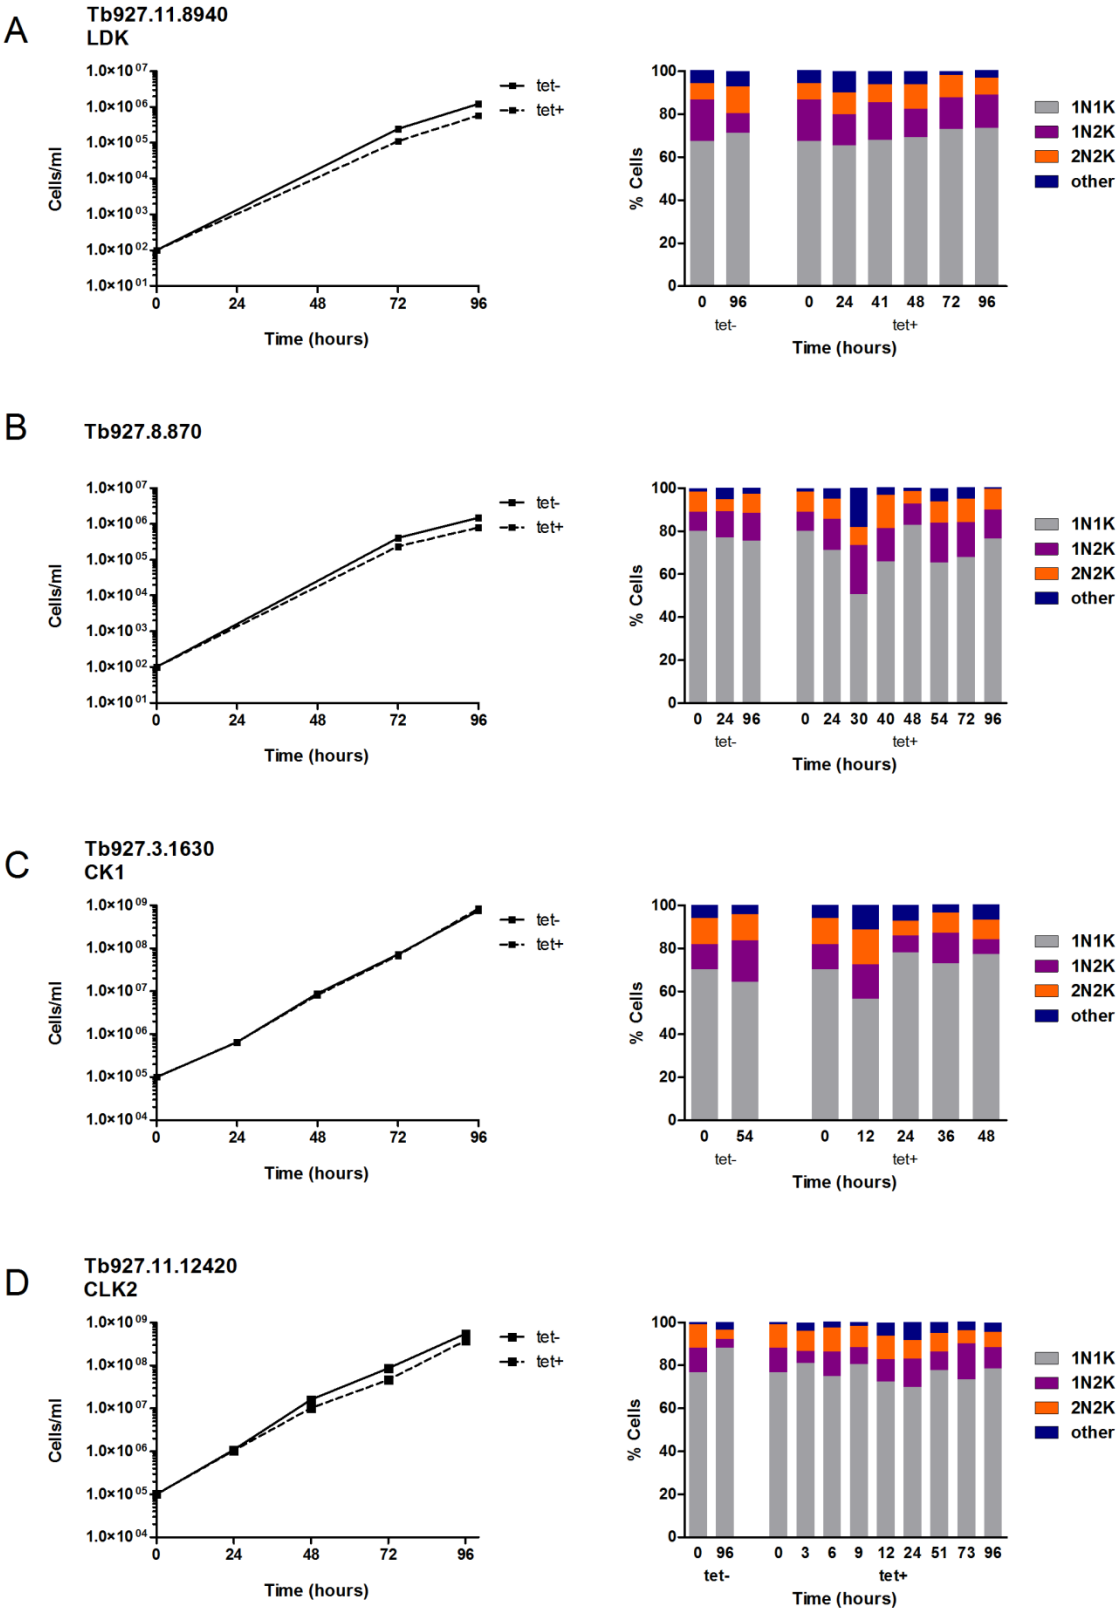 A
Tb927.11.8940
LDK
1.0×10 07
1.0×10 06
1.0×10 05
1.0×10 04
1.0×10 03
1.0×10 02
1.0×10 01
Cells/ml
0 24 48 72 96
Time (hours)
tet-
tet+
100
80
60
40
20
0
% Cells
0 96 0 24 41 48 72 96
tet- tet+
Time (hours)
1N1K
1N2K
2N2K
other
B
Tb927.8.870
1.0×10 07
1.0×10 06
1.0×10 05
1.0×10 04
1.0×10 03
1.0×10 02
1.0×10 01
Cells/ml
0 24 48 72 96
Time (hours)
tet-
tet+
100
80
60
40
20
0
% Cells
0 24 96 0 24 30 40 48 54 72 96
tet- tet+
Time (hours)
1N1K
1N2K
2N2K
other
C
Tb927.3.1630
CK1
1.0×10 09
1.0×10 08
1.0×10 07
1.0×10 06
1.0×10 05
1.0×10 04
Cells/ml
0 24 48 72 96
Time (hours)
tet-
tet+
100
80
60
40
20
0
% Cells
0 54 0 12 24 36 48
tet- tet+
Time (hours)
1N1K
1N2K
2N2K
other
D
Tb927.11.12420
CLK2
1.0×10 09
1.0×10 08
1.0×10 07
1.0×10 06
1.0×10 05
1.0×10 04
Cells/ml
0 24 48 72 96
Time (hours)
tet-
tet+
100
80
60
40
20
0
% Cells
0 96 0 3 6 9 12 24 51 73 96
tet- tet+
Time (hours)
1N1K
1N2K
2N2K
other